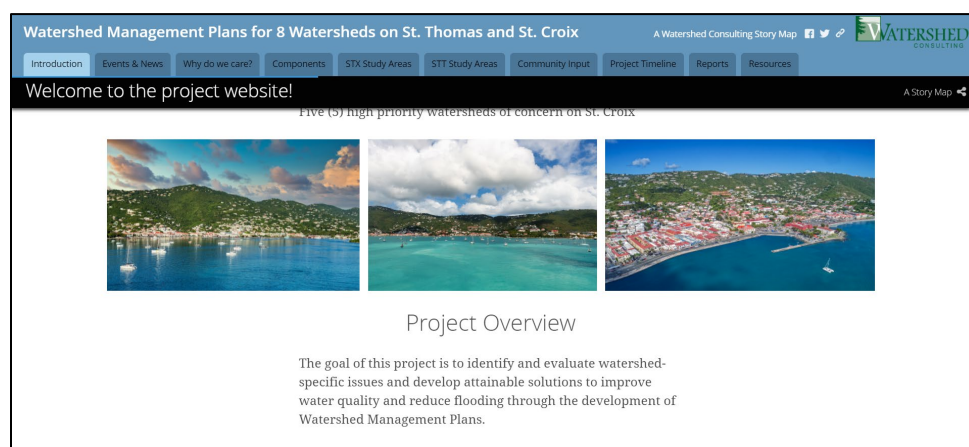 Watershed Management Plans for 8 Watersheds on St. Thomas and St. Croix
A Watershed Consulting Story Map
WATERSHED
CONSULTING
Introduction
Events & News
Why do we care?
Components
STX Study Areas
STT Study Areas
Community Input
Project Timeline
Reports
Resources
Welcome to the project website!
A Story Map
Five (5) high priority watersheds of concern on St. Croix
Project Overview
The goal of this project is to identify and evaluate watershed-
specific issues and develop attainable solutions to improve
water quality and reduce flooding through the development of
Watershed Management Plans.